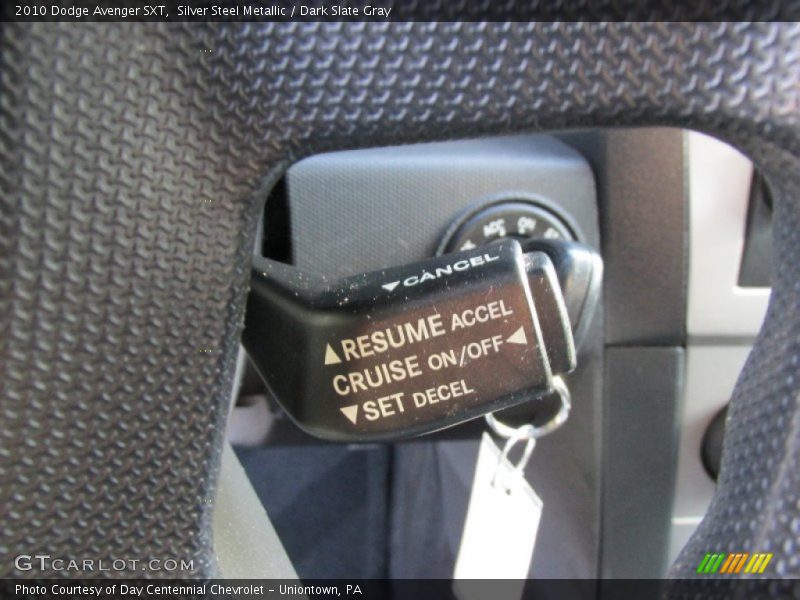 2010 Dodge Avenger SXT,  Silver Steel Metallic / Dark Slate Gray
CANCEL
RESUME ACCEL
CRUISE ON/OFF
SET DECEL
GTCARLOT.COM
Photo Courtesy of Day Centennial Chevrolet - Uniontown, PA